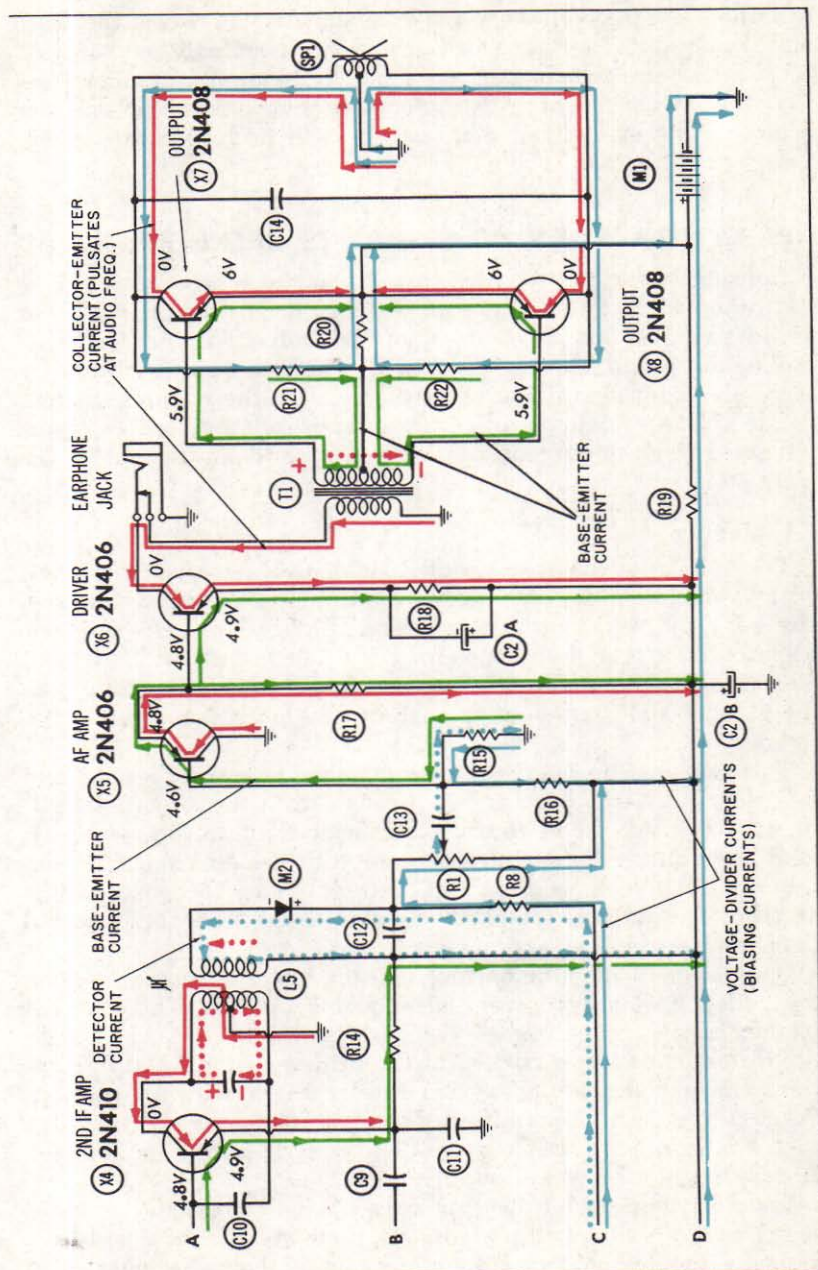 2ND IF AMP
X4 2N410
DETECTOR
CURRENT
BASE-EMITTER
CURRENT
AF AMP
X5 2N406
DRIVER
X6 2N406
EARPHONE
JACK
COLLECTOR-EMITTER
CURRENT (PULSATES
AT AUDIO FREQ.)
OUTPUT
X7 2N408
A
4.8V
0V
4.9V
C10
+
-
L5
M2
-
+
4.6V
4.8V
4.8V
0V
4.9V
T1
+
-
5.9V
0V
6V
R21
R20
C14
SP1
B
C9
C11
R14
C12
R1
R8
C13
R15
R16
R17
R18
C2 A
BASE-EMITTER
CURRENT
R22
5.9V
6V
0V
OUTPUT
X8 2N408
M1
+
C
D
VOLTAGE-DIVIDER CURRENTS
(BIASING CURRENTS)
+
C2 B
R19